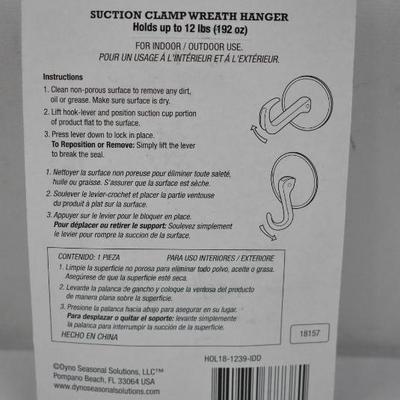 SUCTION CLAMP WREATH HANGER
Holds up to 12 lbs (192 oz)
FOR INDOOR / OUTDOOR USE.
POUR UN USAGE À L'INTÉRIEUR ET À L'EXTÉRIEUR.
Instructions
1. Clean non-porous surface to remove any dirt,
oil or grease. Make sure surface is dry.
2. Lift hook-lever and position suction cup portion
of product flat to the surface.
3. Press lever down to lock in place.
To Reposition or Remove: Simply lift the lever
to break the seal.
1. Nettoyer la surface non poreuse pour éliminer toute saleté,
huile ou graisse. S'assurer que la surface est sèche.
2. Soulever le levier-crochet et placer la partie ventouse
du produit à plat sur la surface.
3. Appuyer sur le levier pour le bloquer en place.
Pour déplacer ou retirer le support: Soulevez simplement
le levier pour rompre la succion de la surface.
CONTENIDO: 1 PIEZA
PARA USO INTERIORES / EXTERIORE
1. Limpie la superficie no porosa para eliminar todo polvo, aceite o grasa.
Asegúrese de que la superficie esté seca.
2. Levante la palanca de gancho y coloque la ventosa del producto
de manera plana sobre la superficie.
3. Presione la palanca hacia abajo para asegurar en su lugar.
Para desplazar o quitar el soporte: levante simplemente
la palanca para interrumpir la succión de la superficie.
HECHO EN CHINA
18157
©Dyno Seasonal Solutions, LLC™
Pompano Beach, FL 33064 USA
www.dynoseasonalsolutions.com
HOL18-1239-IDD